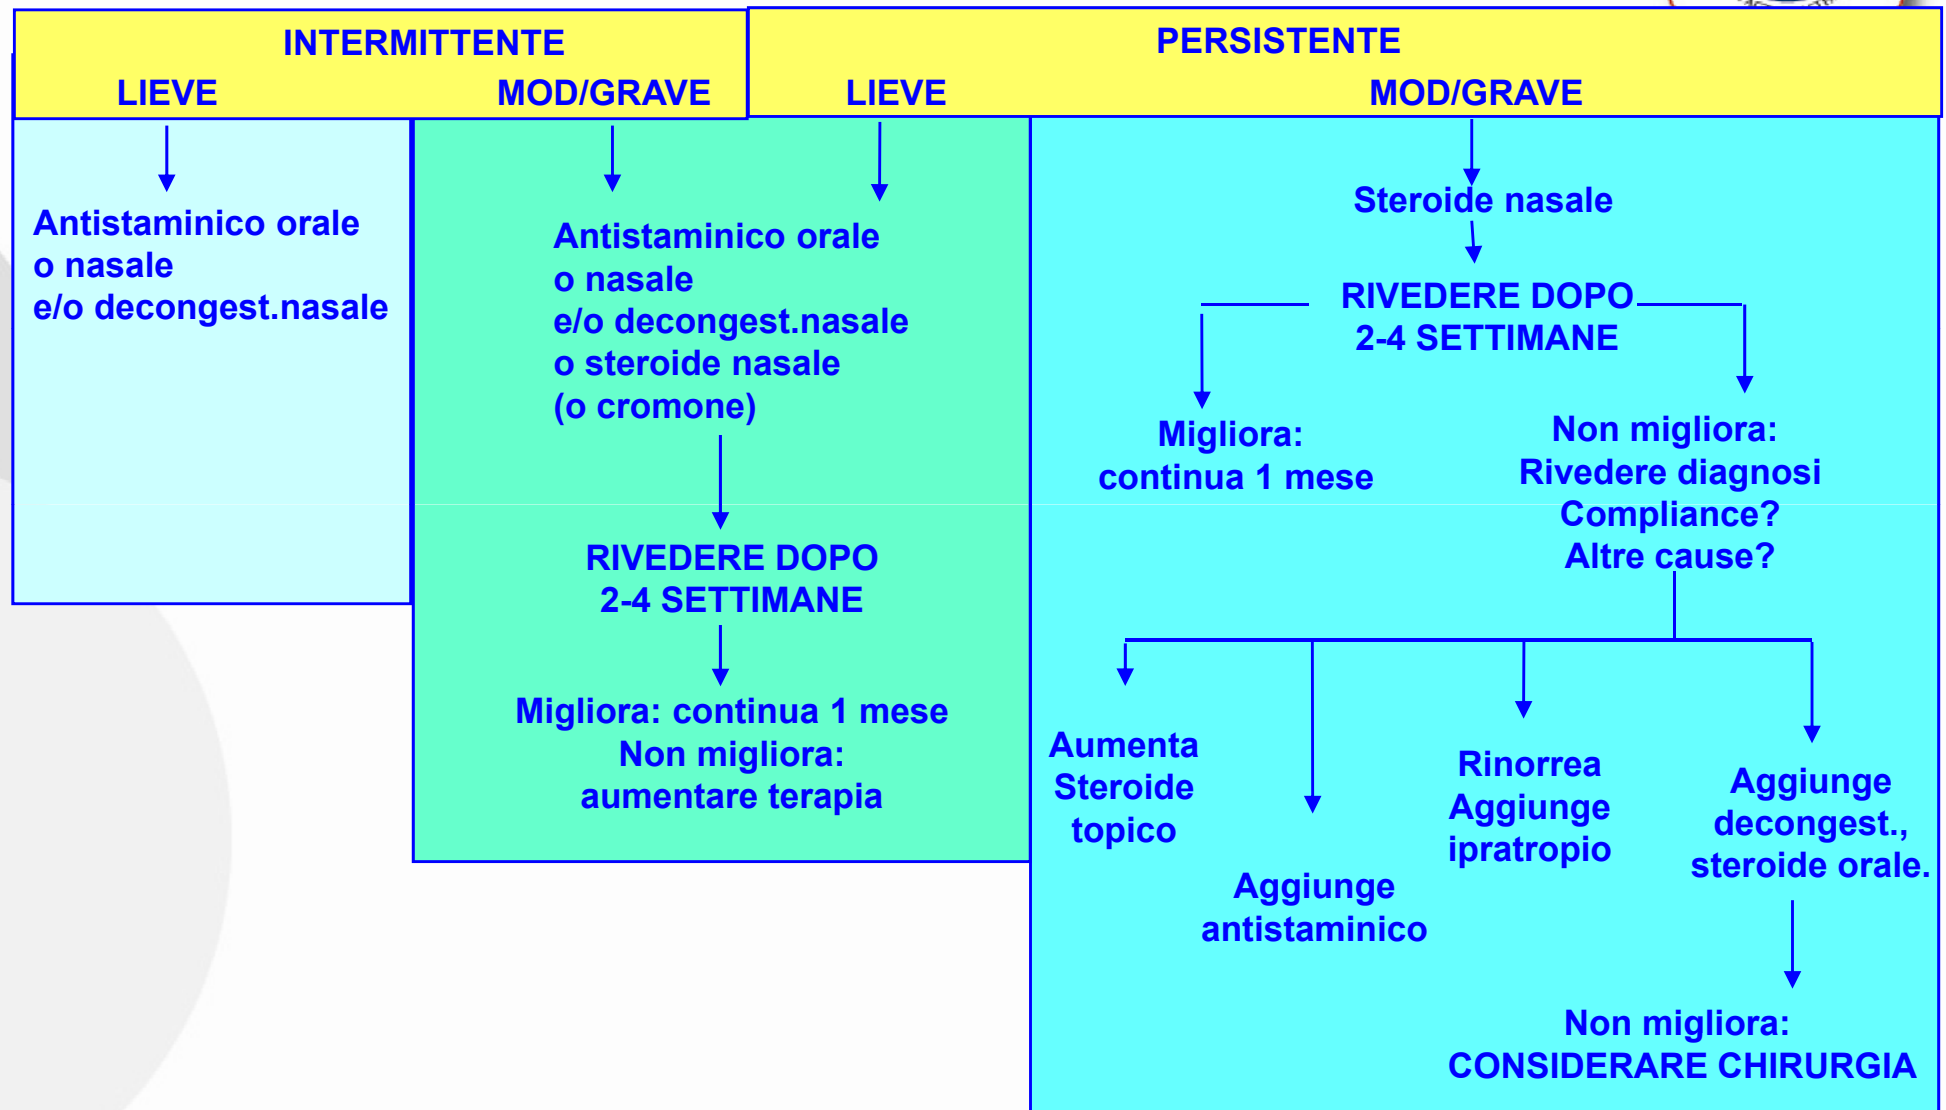 INTERMITTENTE
PERSISTENTE
LIEVE
MOD/GRAVE
LIEVE
MOD/GRAVE
Antistaminico orale
o nasale
e/o decongest.nasale
Antistaminico orale
o nasale
e/o decongest.nasale
o steroide nasale
(o cromone)
RIVEDERE DOPO
2-4 SETTIMANE
Migliora: continua 1 mese
Non migliora:
aumentare terapia
Steroide nasale
RIVEDERE DOPO
2-4 SETTIMANE
Migliora:
continua 1 mese
Non migliora:
Rivedere diagnosi
Compliance?
Altre cause?
Aumenta
Steroide
topico
Aggiunge
antistaminico
Rinorrea
Aggiunge
ipratropio
Aggiunge
decongest.,
steroide orale.
Non migliora:
CONSIDERARE CHIRURGIA